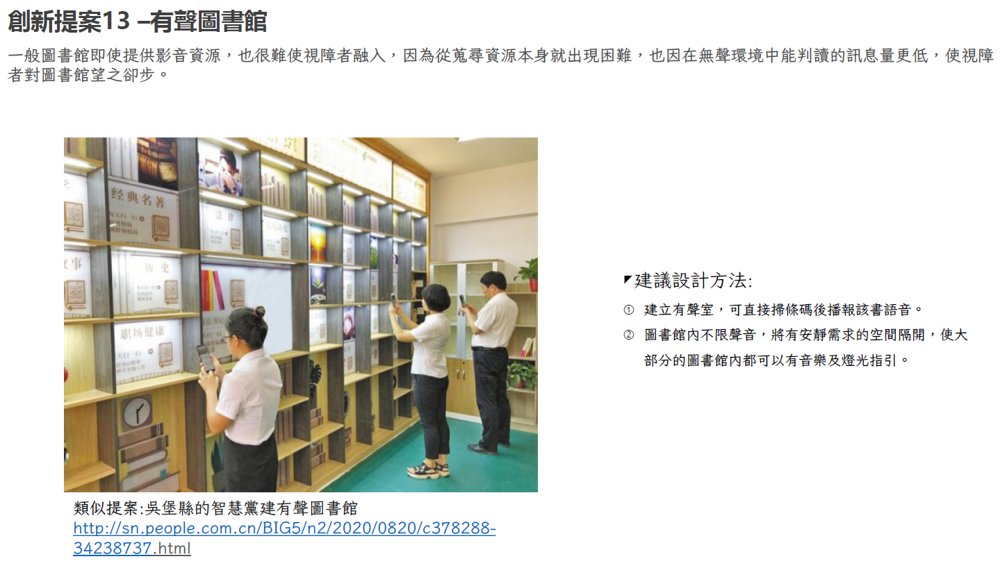 創新提案13 –有聲圖書館
一般圖書館即使提供影音資源，也很難使視障者融入，因為從蒐尋資源本身就出現困難，也因在無聲環境中能判讀的訊息量更低，使視障
者對圖書館望之卻步。
经典名著
每天扫一扫
法律
历史
职场健康
天扫一扫
◤建議設計方法:
① 建立有聲室，可直接掃條碼後播報該書語音。
② 圖書館內不限聲音，將有安靜需求的空間隔開，使大
部分的圖書館內都可以有音樂及燈光指引。
類似提案:吳堡縣的智慧黨建有聲圖書館
http://sn.people.com.cn/BIG5/n2/2020/0820/c378288-
34238737.html